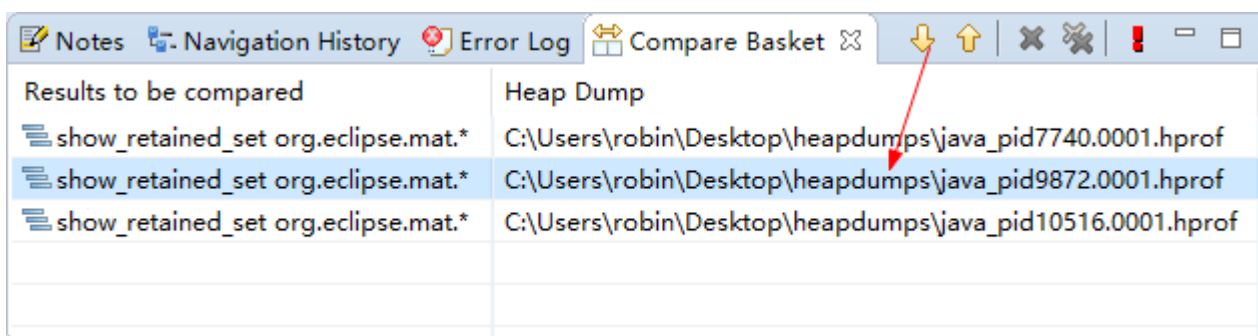 Notes Navigation History Error Log Compare Basket
Results to be compared Heap Dump
show_retained_set org.eclipse.mat.* C:\Users\robin\Desktop\heapdumps\java_pid7740.0001.hprof
show_retained_set org.eclipse.mat.* C:\Users\robin\Desktop\heapdumps\java_pid9872.0001.hprof
show_retained_set org.eclipse.mat.* C:\Users\robin\Desktop\heapdumps\java_pid10516.0001.hprof